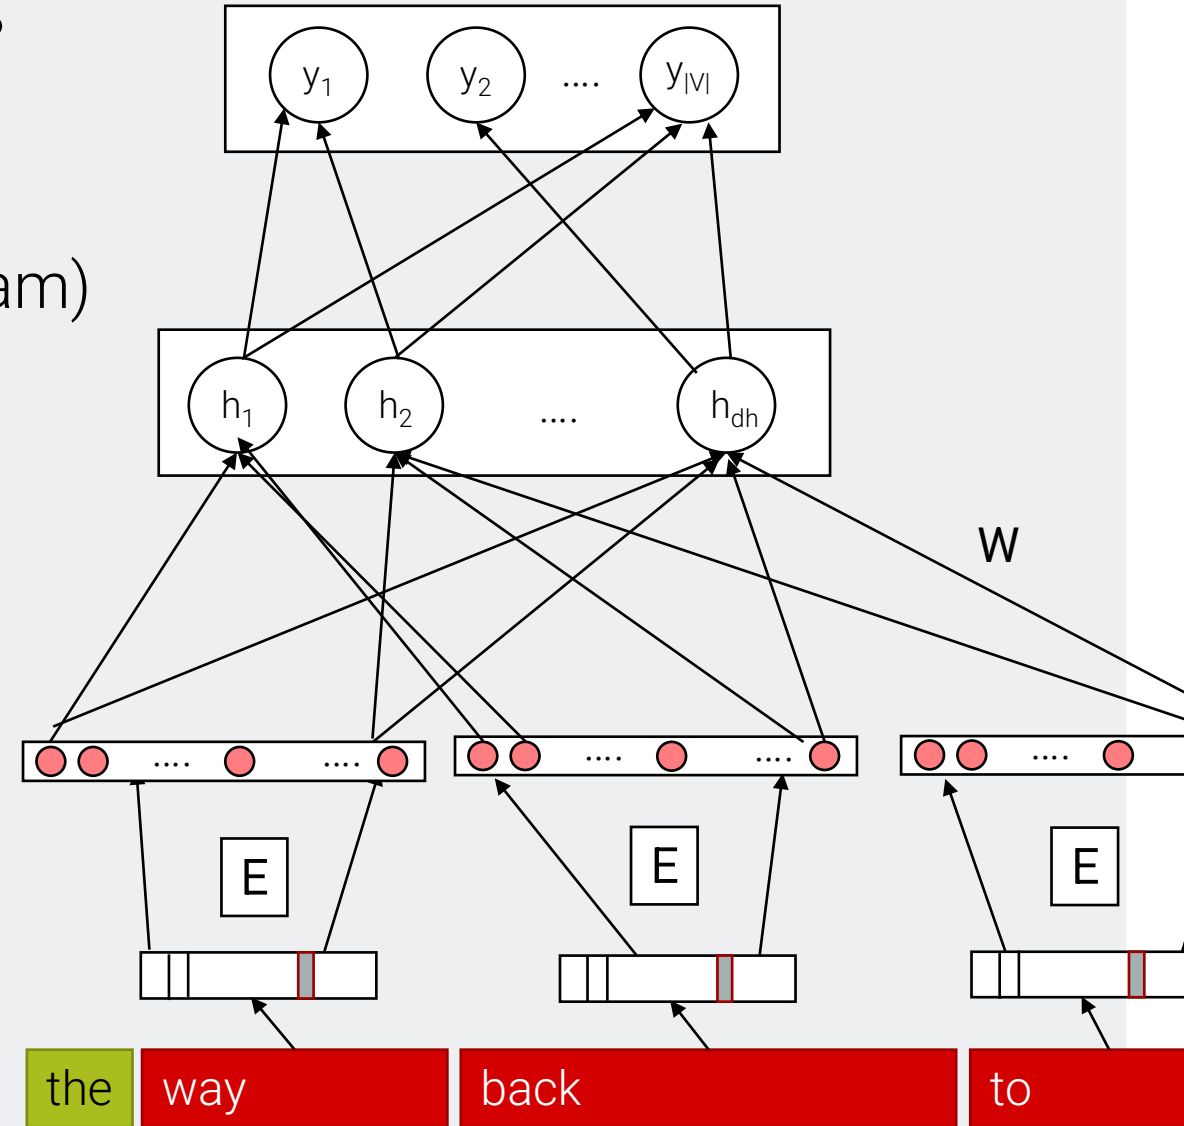 y1 y2 .... y|V|
am)
h1 h2 .... hdh
W
.... .... .... .... ....
E E E
the way back to